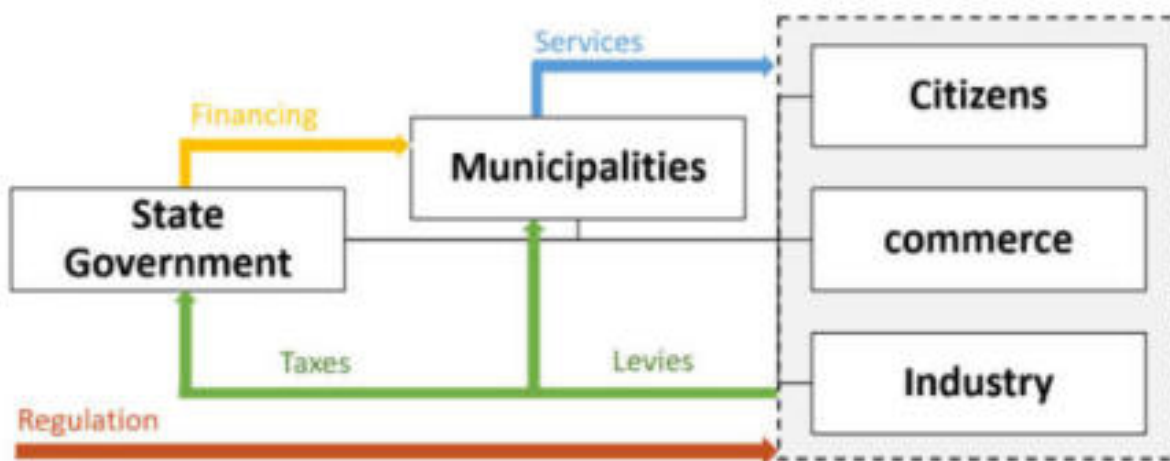 Services
Citizens
Financing
Municipalities
State
Government
commerce
Taxes
Levies
Industry
Regulation